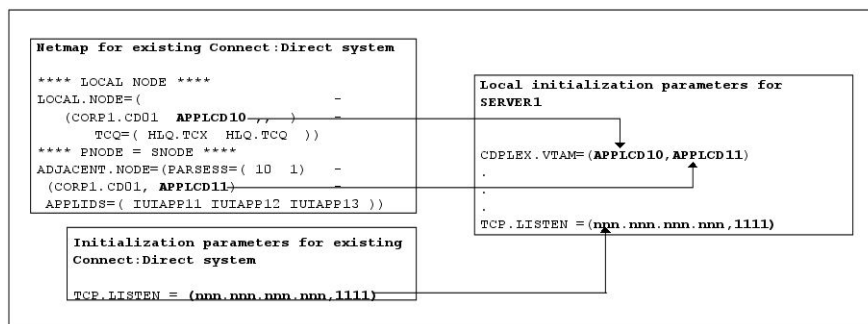 Netmap for existing Connect:Direct system
**** LOCAL NODE ****
LOCAL.NODE=( -
(CORP1.CD01 APPLCD10 ,, ) -
TCQ=( HLQ.TCX HLQ.TCQ ))
**** PNODE = SNODE ****
ADJACENT.NODE=(PARSESS=( 10 1) -
(CORP1.CD01, APPLCD11) -
APPLIDS=( IUIAPP11 IUIAPP12 IUIAPP13 ))
Initialization parameters for existing
Connect:Direct system
TCP.LISTEN = (nnn.nnn.nnn.nnn,1111)
Local initialization parameters for
SERVER1
CDPLEX.VTAM=(APPLCD10,APPLCD11)
.
.
.
TCP.LISTEN =(nnn.nnn.nnn.nnn,1111)